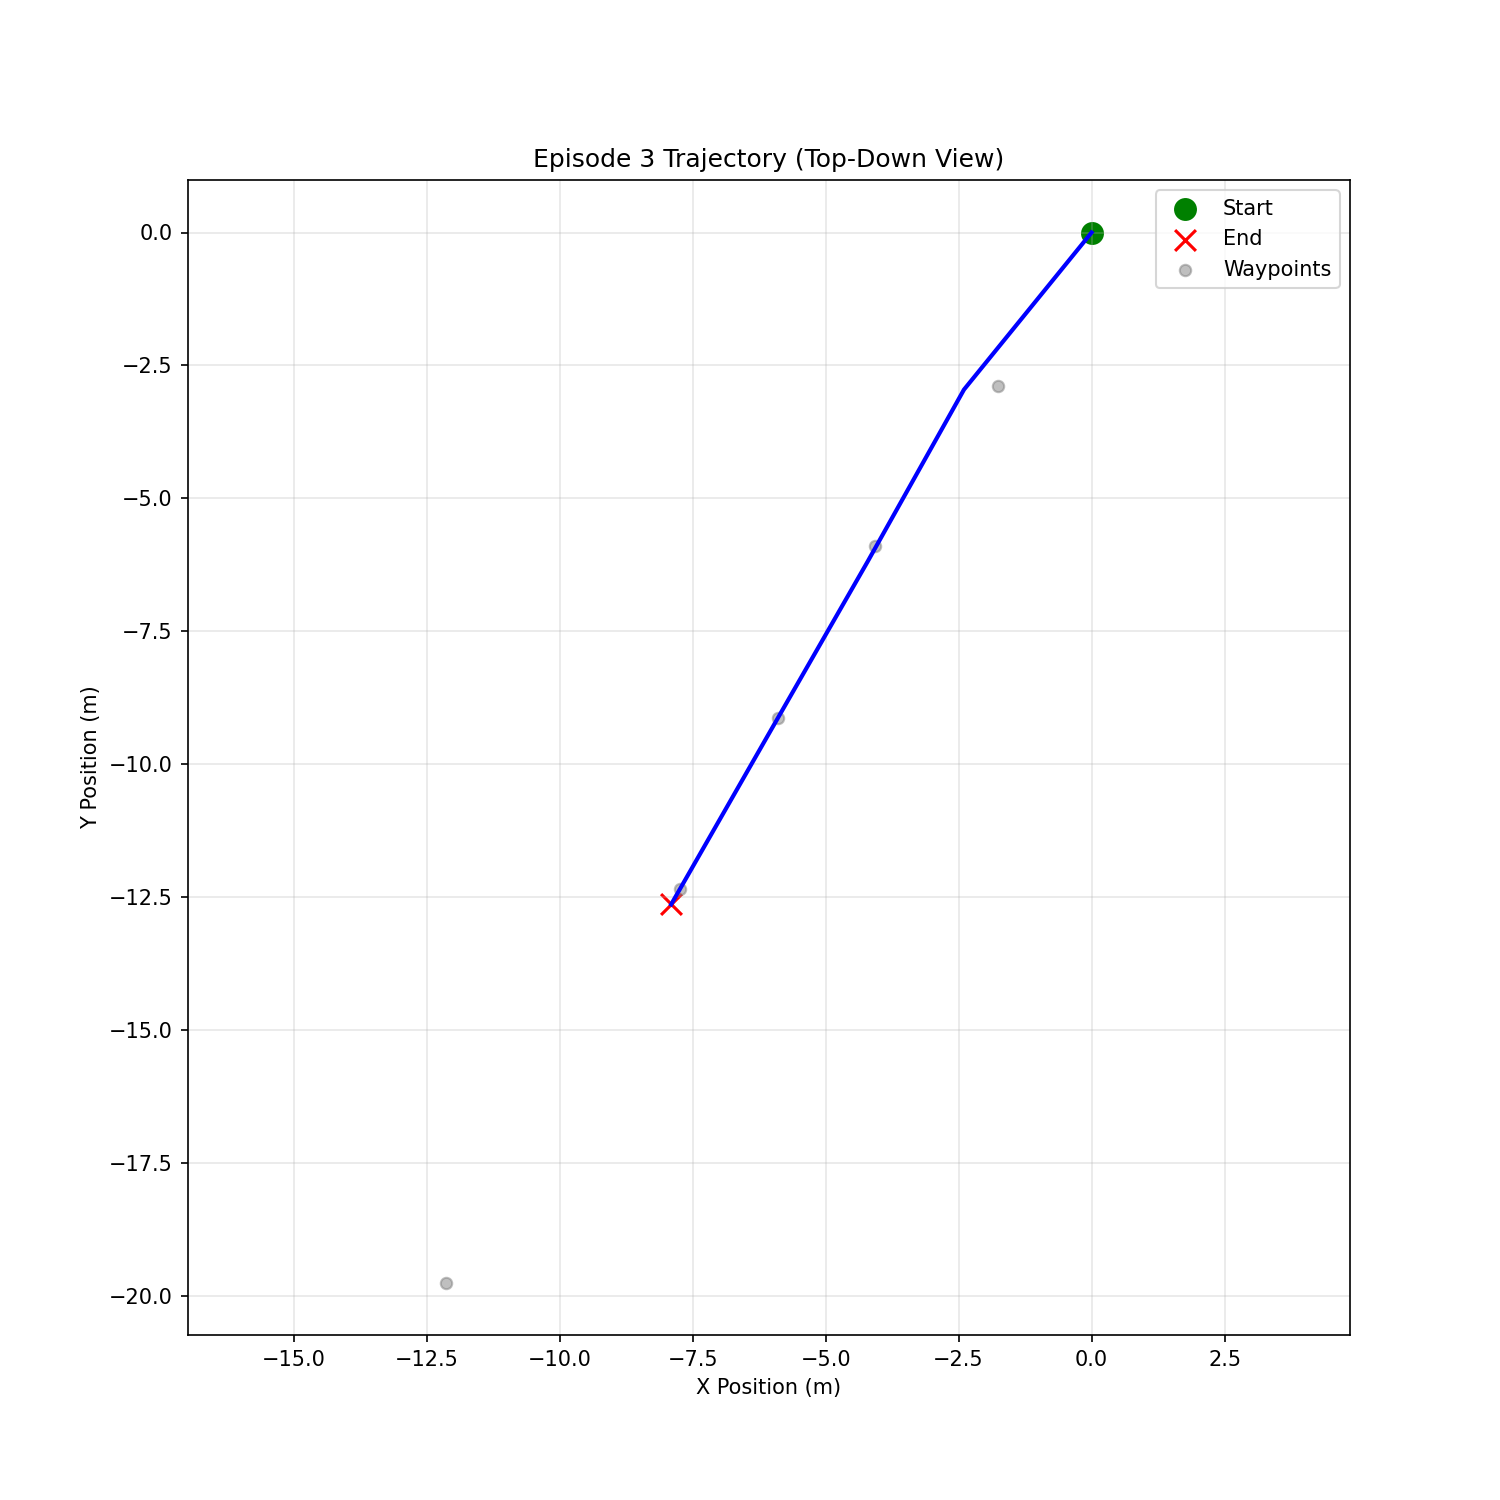 Episode 3 Trajectory (Top-Down View)
Start
End
Waypoints
0.0
−2.5
−5.0
−7.5
−10.0
−12.5
−15.0
−17.5
−20.0
Y Position (m)
−15.0 −12.5 −10.0 −7.5 −5.0 −2.5 0.0 2.5
X Position (m)